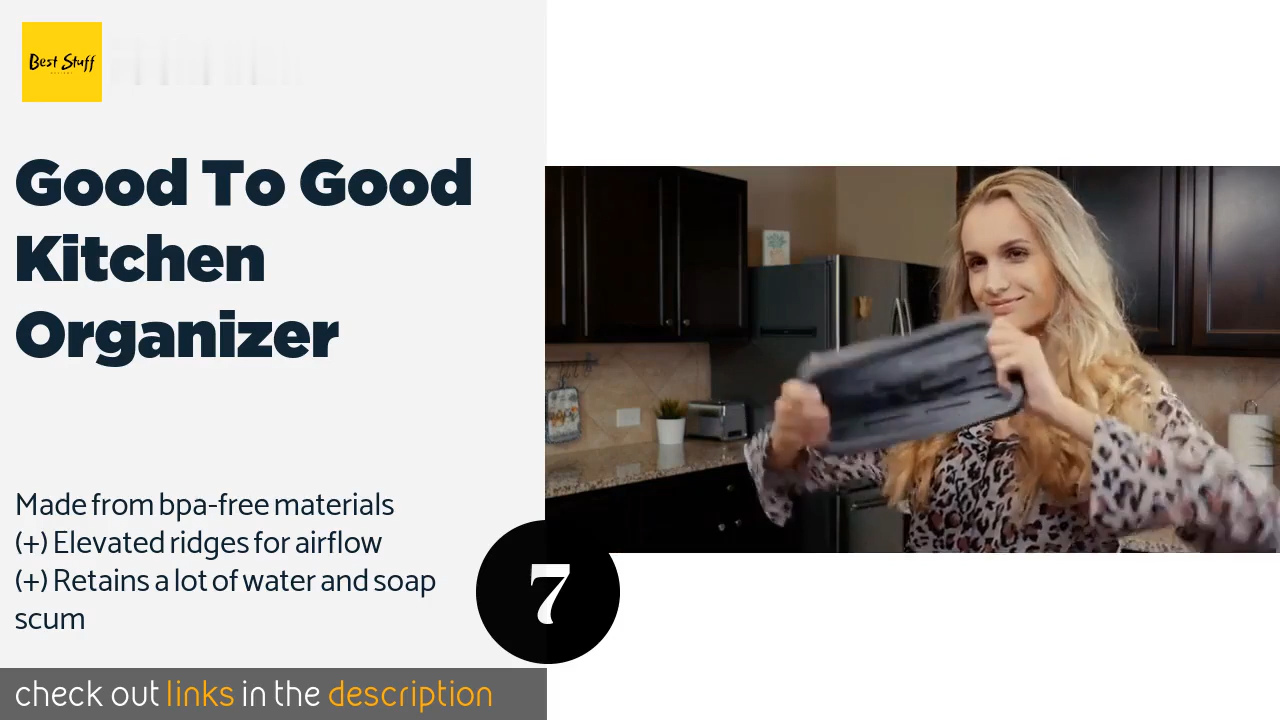 Best Stuff
Good To Good
Kitchen
Organizer
Made from bpa-free materials
(+) Elevated ridges for airflow
(+) Retains a lot of water and soap
scum
7
check out links in the description